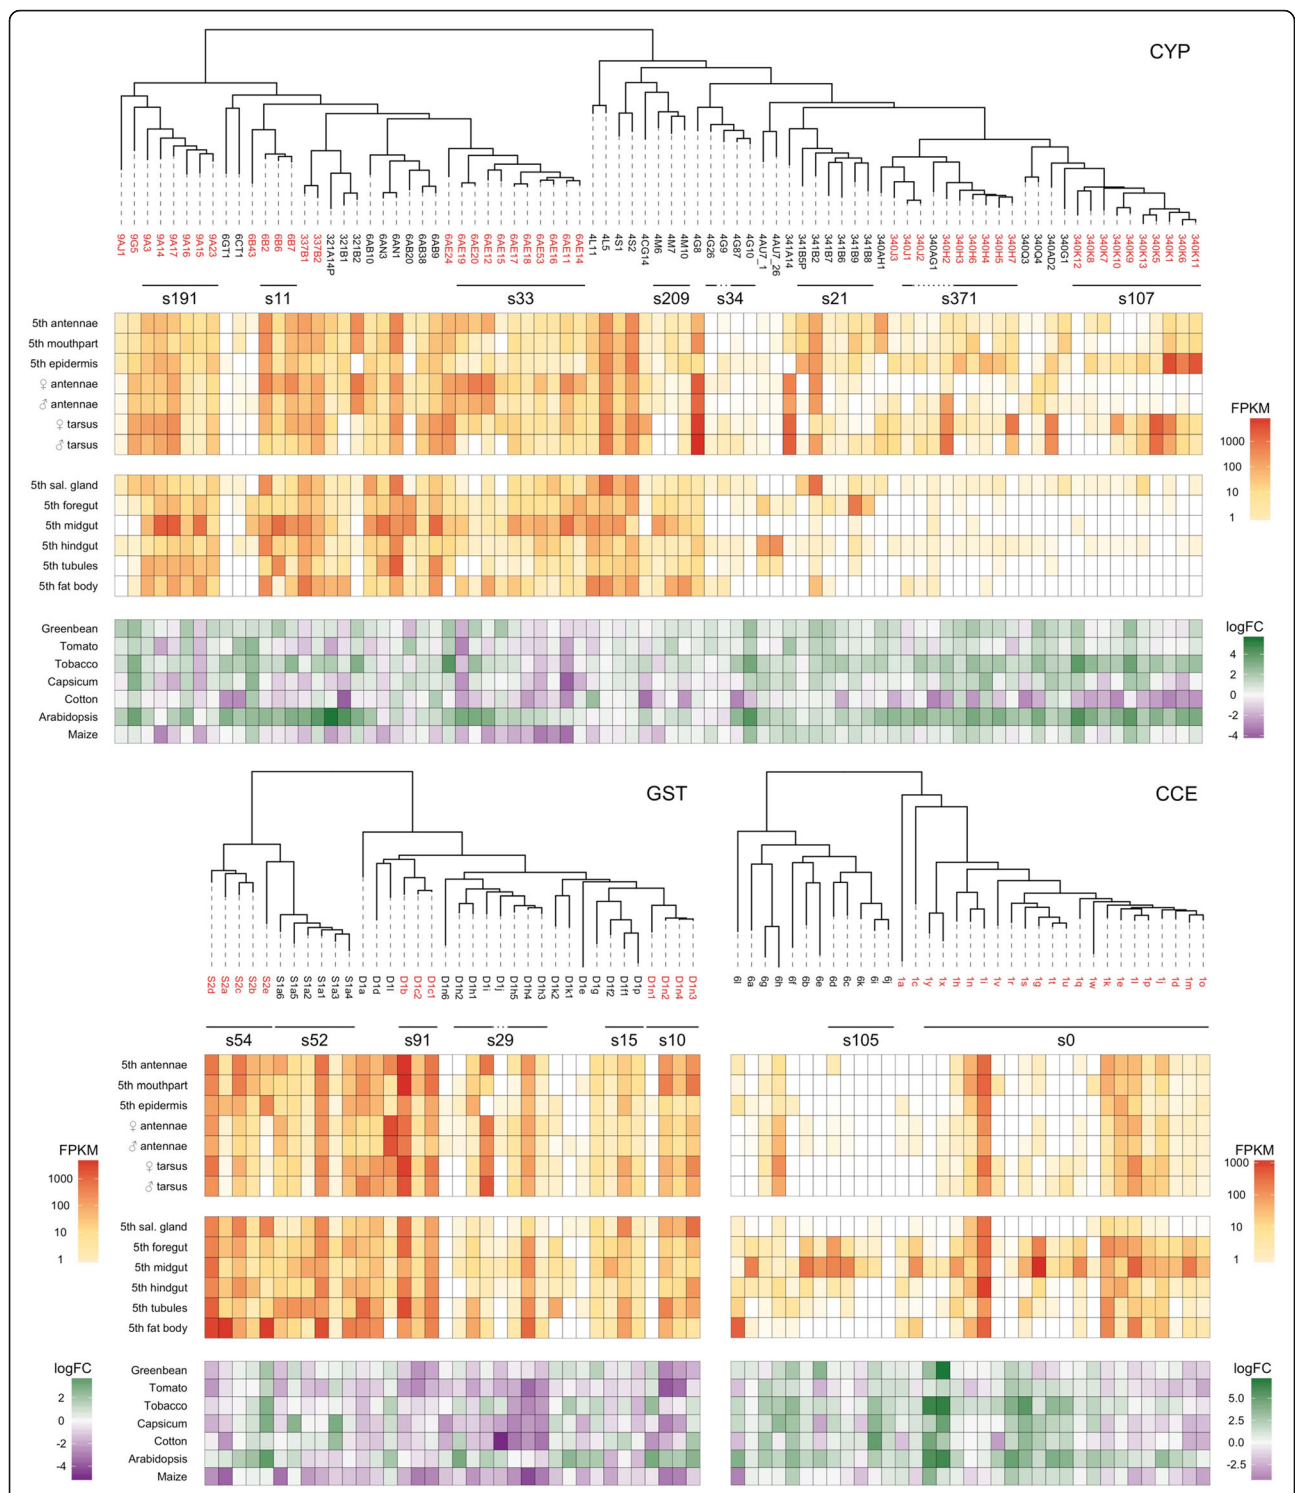 CYP
9AJ1 9G5 9A3 9A14 9A17 9A16 9A15 9A23 6GT1 6CT1 6B43 6B2 6B6 6B7 337B1 337B2 321A14P 321B1 321B2 6AB10 6AN3 6AN1 6AB20 6AB38 6AB9 6AE24 6AE19 6AE20 6AE12 6AE15 6AE17 6AE18 6AE53 6AE16 6AE11 6AE14 4L11 4L5 4S1 4S2 4CG14 4M6 4M7 4M10 4G8 4G26 4G9 4G87 4G10 4AU7_1 4AU7_26 341A14 341B5P 341B2 341B7 341B6 341B9 341B8 340AH1 340U3 340U1 340U2 340AG1 340H2 340H3 340H6 340H4 340H5 340H7 340Q3 340Q4 340AD2 340G1 340K12 340K8 340K7 340K10 340K9 340K13 340K5 340K1 340K6 340K11
s191 s11 s33 s209 s34 s21 s371 s107
5th antennae
5th mouthpart
5th epidermis
♀ antennae
♂ antennae
♀ tarsus
♂ tarsus
FPKM
1000
100
10
1
5th sal. gland
5th foregut
5th midgut
5th hindgut
5th tubules
5th fat body
Greenbean
Tomato
Tobacco
Capsicum
Cotton
Arabidopsis
Maize
logFC
4
2
0
-2
-4
GST
CCE
S2d S2a S2c S2b S2e S1a6 S1a5 S1a2 S1a1 S1a3 S1a4 D1a D1d D1l D1b D1c2 D1c1 D1n6 D1h2 D1h1 D1i D1j D1h5 D1h4 D1h3 D1k2 D1k1 D1e D1g D1f2 D1f1 D1p D1n1 D1n2 D1n4 D1n3
6l 6a 6g 6h 6f 6b 6e 6d 6c 6k 6i 6j 1a 1c 1y 1x 1h 1n 1i 1v 1r 1s 1g 1t 1u 1q 1w 1k 1e 1l 1p 1j 1d 1m 1o
s54 s52 s91 s29 s15 s10
s105 s0
5th antennae
5th mouthpart
5th epidermis
♀ antennae
♂ antennae
♀ tarsus
♂ tarsus
FPKM
1000
100
10
1
FPKM
1000
100
10
1
5th sal. gland
5th foregut
5th midgut
5th hindgut
5th tubules
5th fat body
logFC
2
0
-2
-4
Greenbean
Tomato
Tobacco
Capsicum
Cotton
Arabidopsis
Maize
logFC
5.0
2.5
0.0
-2.5